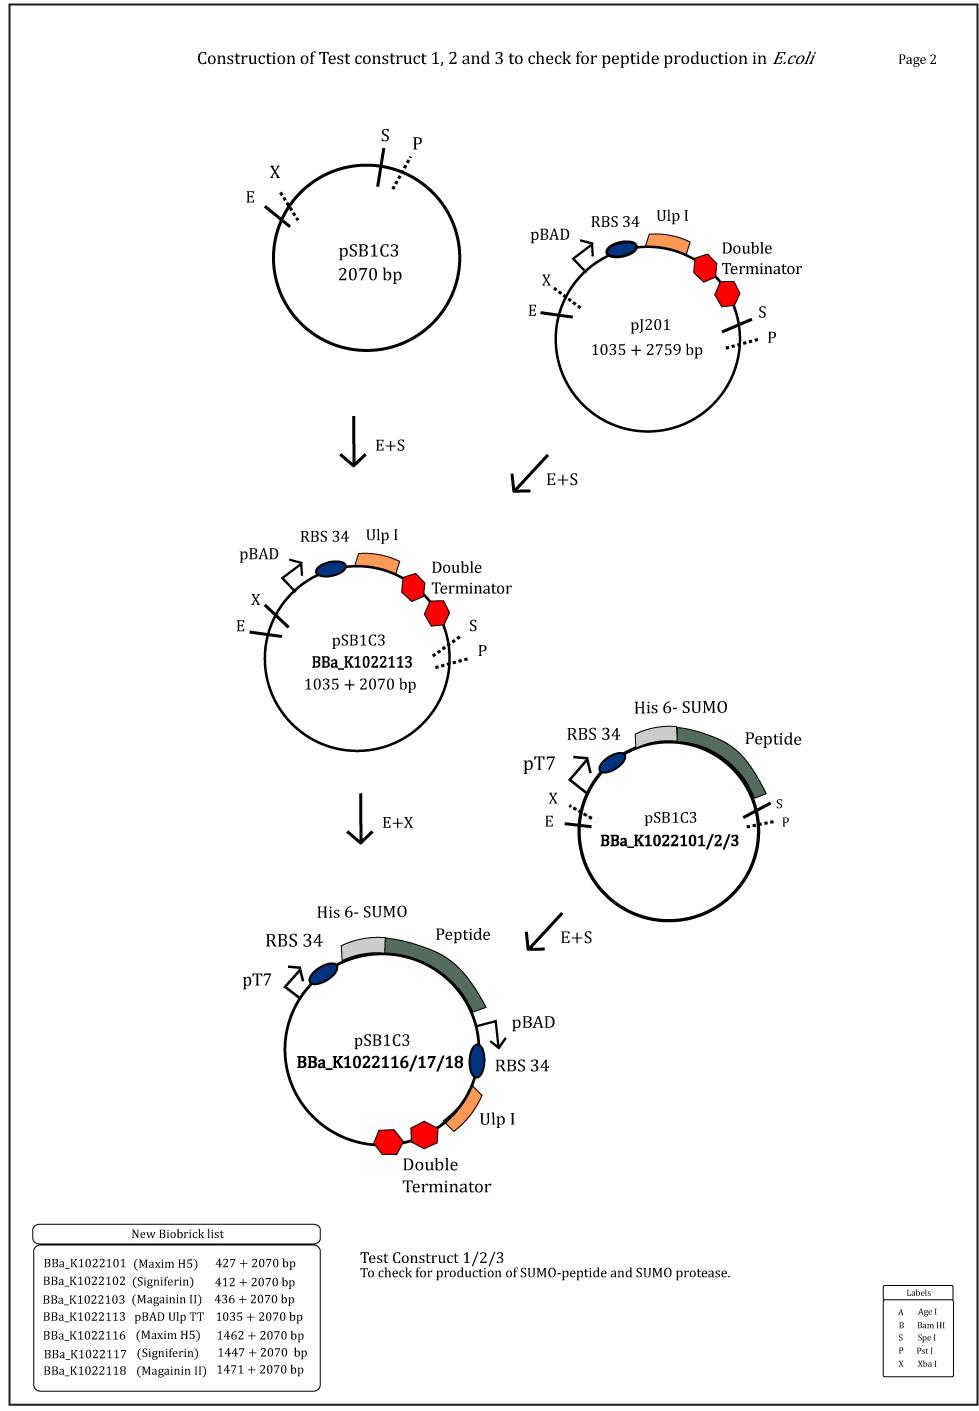 Construction of Test construct 1, 2 and 3 to check for peptide production in E.coli
Page 2
S
P
X
E
pSB1C3
2070 bp
RBS 34
Ulp I
pBAD
Double
Terminator
X
E
S
P
pJ201
1035 + 2759 bp
E+S
E+S
RBS 34
Ulp I
pBAD
Double
Terminator
X
E
S
P
pSB1C3
BBa_K1022113
1035 + 2070 bp
His 6- SUMO
RBS 34
Peptide
pT7
X
E
S
P
pSB1C3
BBa_K1022101/2/3
E+X
E+S
His 6- SUMO
Peptide
RBS 34
pT7
pBAD
RBS 34
pSB1C3
BBa_K1022116/17/18
Ulp I
Double
Terminator
New Biobrick list
BBa_K1022101 (Maxim H5) 427 + 2070 bp
BBa_K1022102 (Signiferin) 412 + 2070 bp
BBa_K1022103 (Magainin II) 436 + 2070 bp
BBa_K1022113 pBAD Ulp TT 1035 + 2070 bp
BBa_K1022116 (Maxim H5) 1462 + 2070 bp
BBa_K1022117 (Signiferin) 1447 + 2070 bp
BBa_K1022118 (Magainin II) 1471 + 2070 bp
Test Construct 1/2/3
To check for production of SUMO-peptide and SUMO protease.
Labels
A Age I
B Bam HI
S Spe I
P Pst I
X Xba I